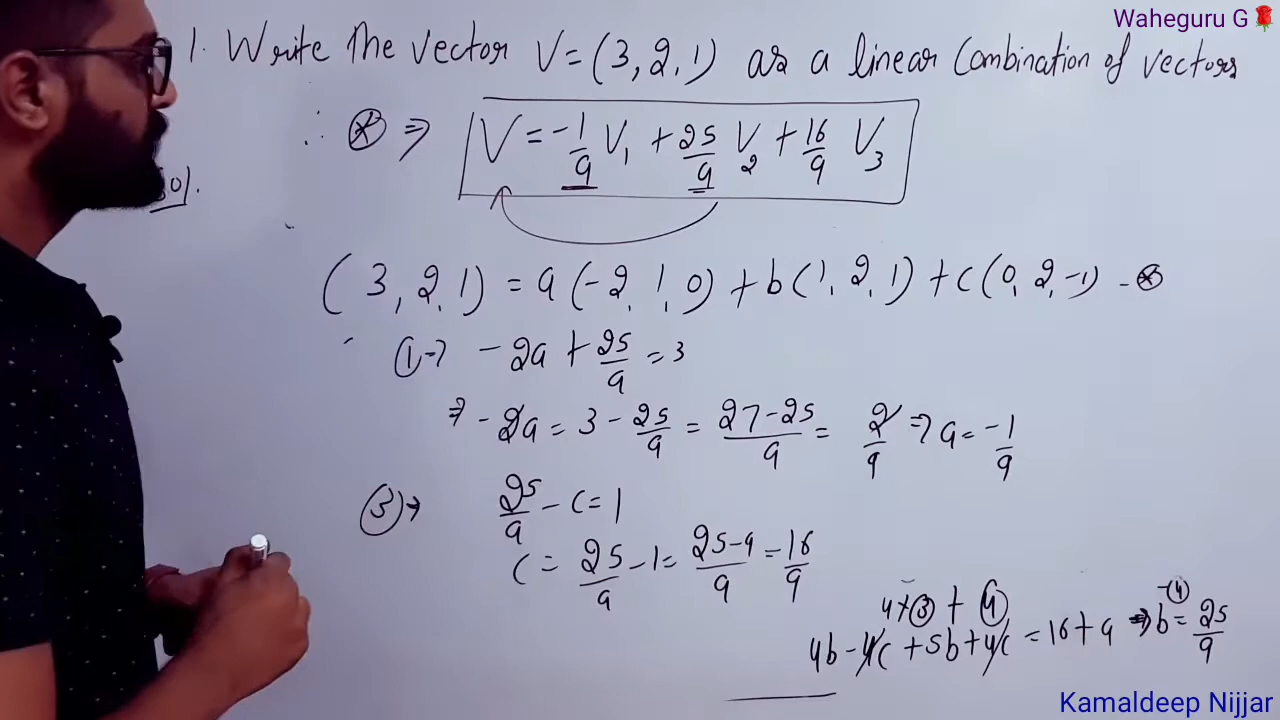 Waheguru G🌹
1. Write the vector V=(3,2,1) as a linear Combination of vectors
∴ ⊛ ⇒ V = -1/9 V₁ + 25/9 V₂ + 16/9 V₃
Sol.
(3,2,1) = a(-2,1,0) + b(1,2,1) + c(0,2,-1) - ⊛
① ⇒ -2a + 25/9 = 3
⇒ -2a = 3 - 25/9 = 27-25/9 = 2/9 ⇒ a = -1/9
③ ⇒ 25/9 - c = 1
c = 25/9 - 1 = 25-9/9 = 16/9
4×③ + ④
4b - 4c + 5b + 4c = 16 + 9 ⇒ b = 25/9 -④
Kamaldeep Nijjar